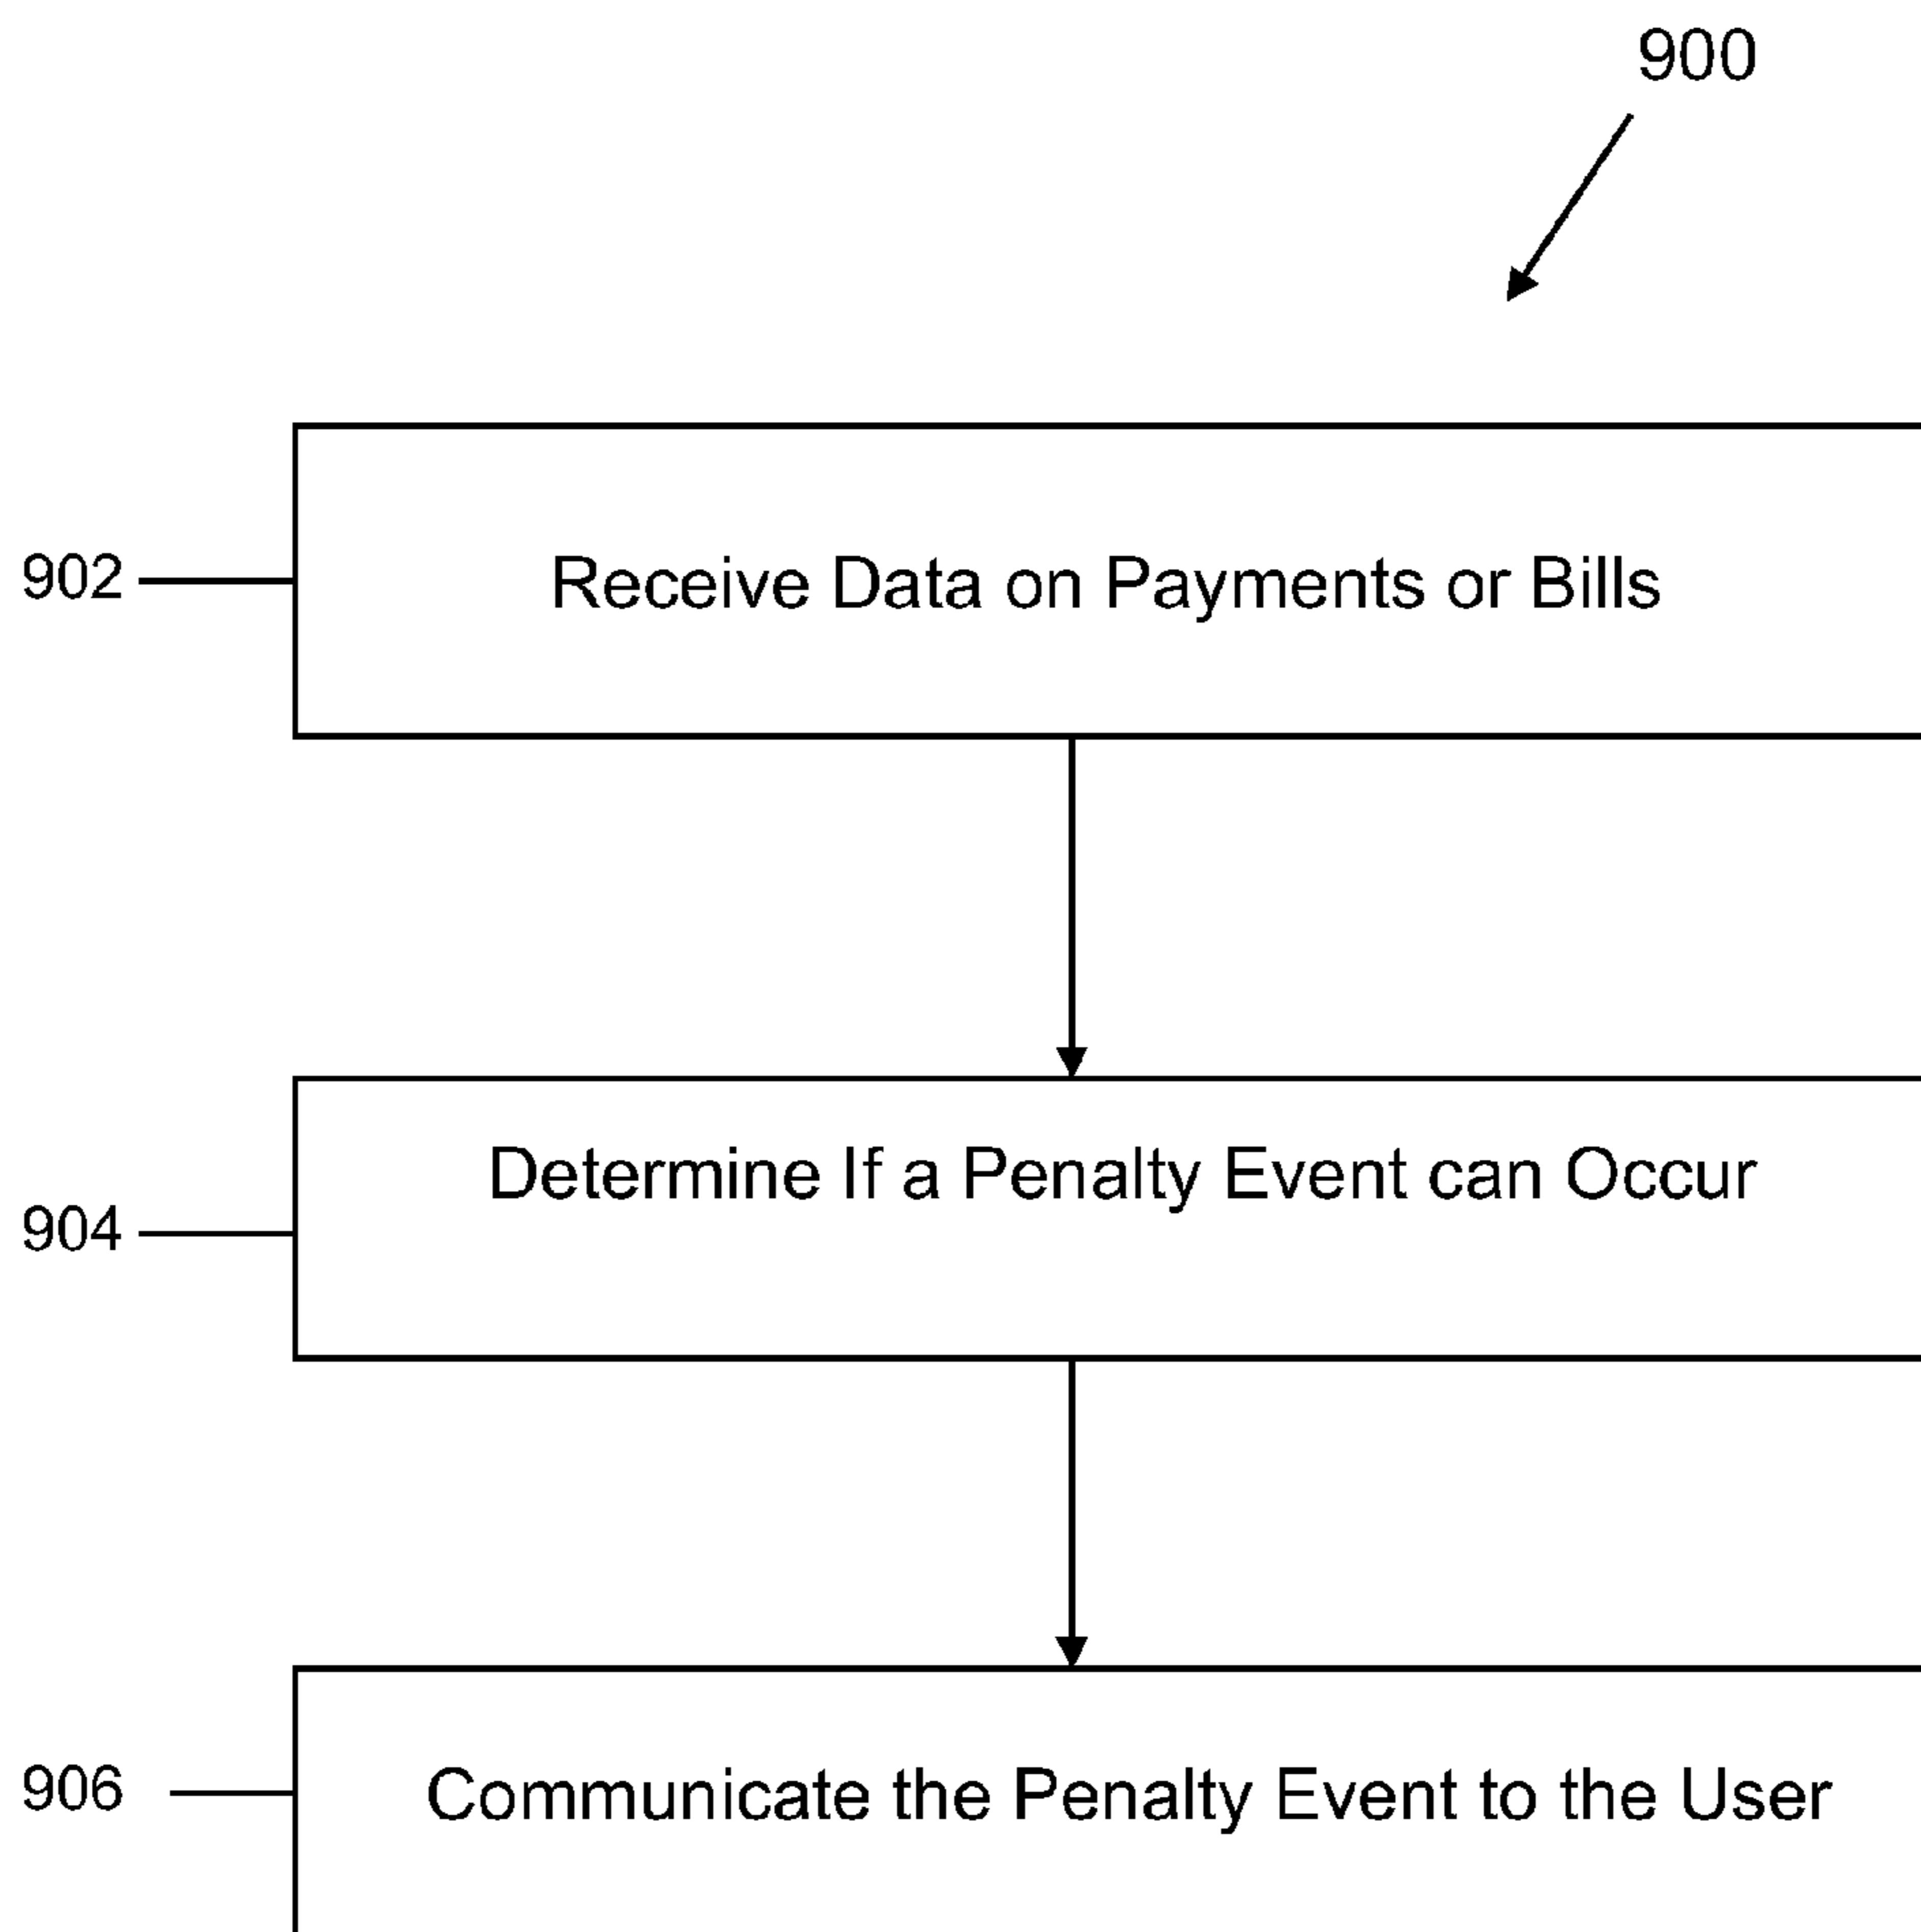 900
902
Receive Data on Payments or Bills
904
Determine If a Penalty Event can Occur
906
Communicate the Penalty Event to the User